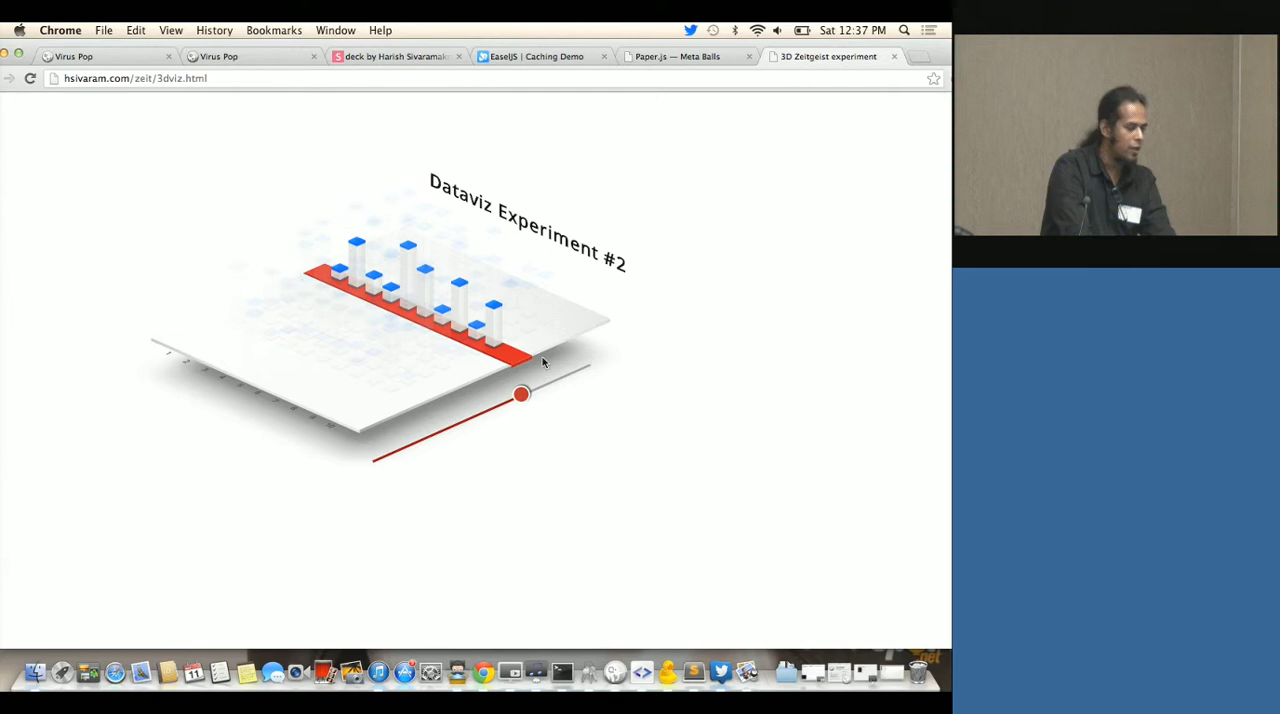 Chrome File Edit View History Bookmarks Window Help Sat 12:37 PM
Virus Pop Virus Pop deck by Harish Sivaramak EaselJS | Caching Demo Paper.js — Meta Balls 3D Zeitgeist experiment
hsivaram.com/zeit/3dviz.html
Dataviz Experiment #2